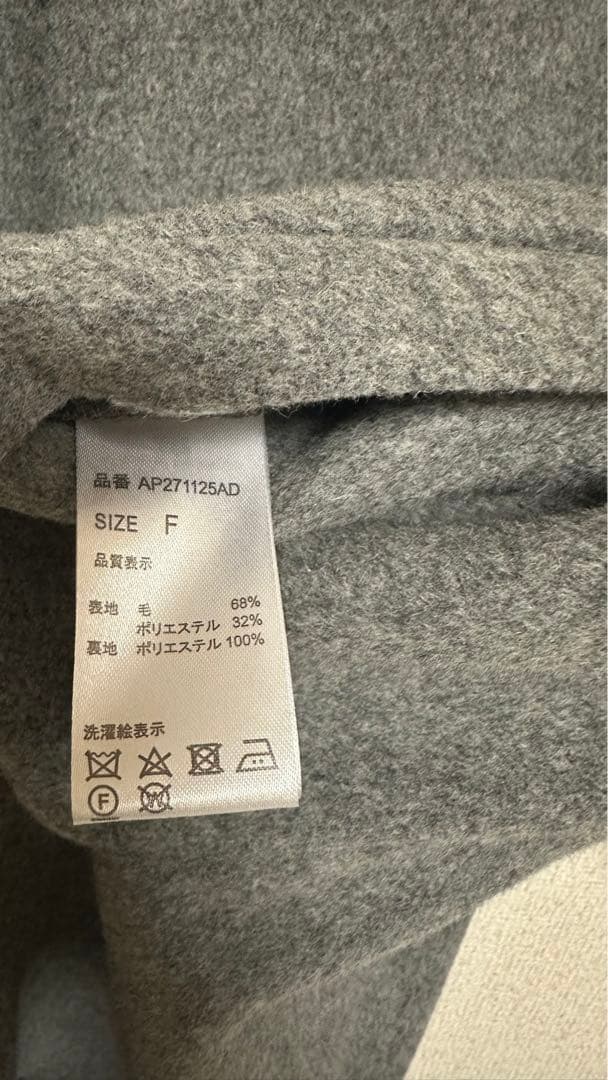 品番 AP271125AD
SIZE F
品質表示
表地 毛 68%
ポリエステル 32%
裏地 ポリエステル 100%
洗濯絵表示
F W